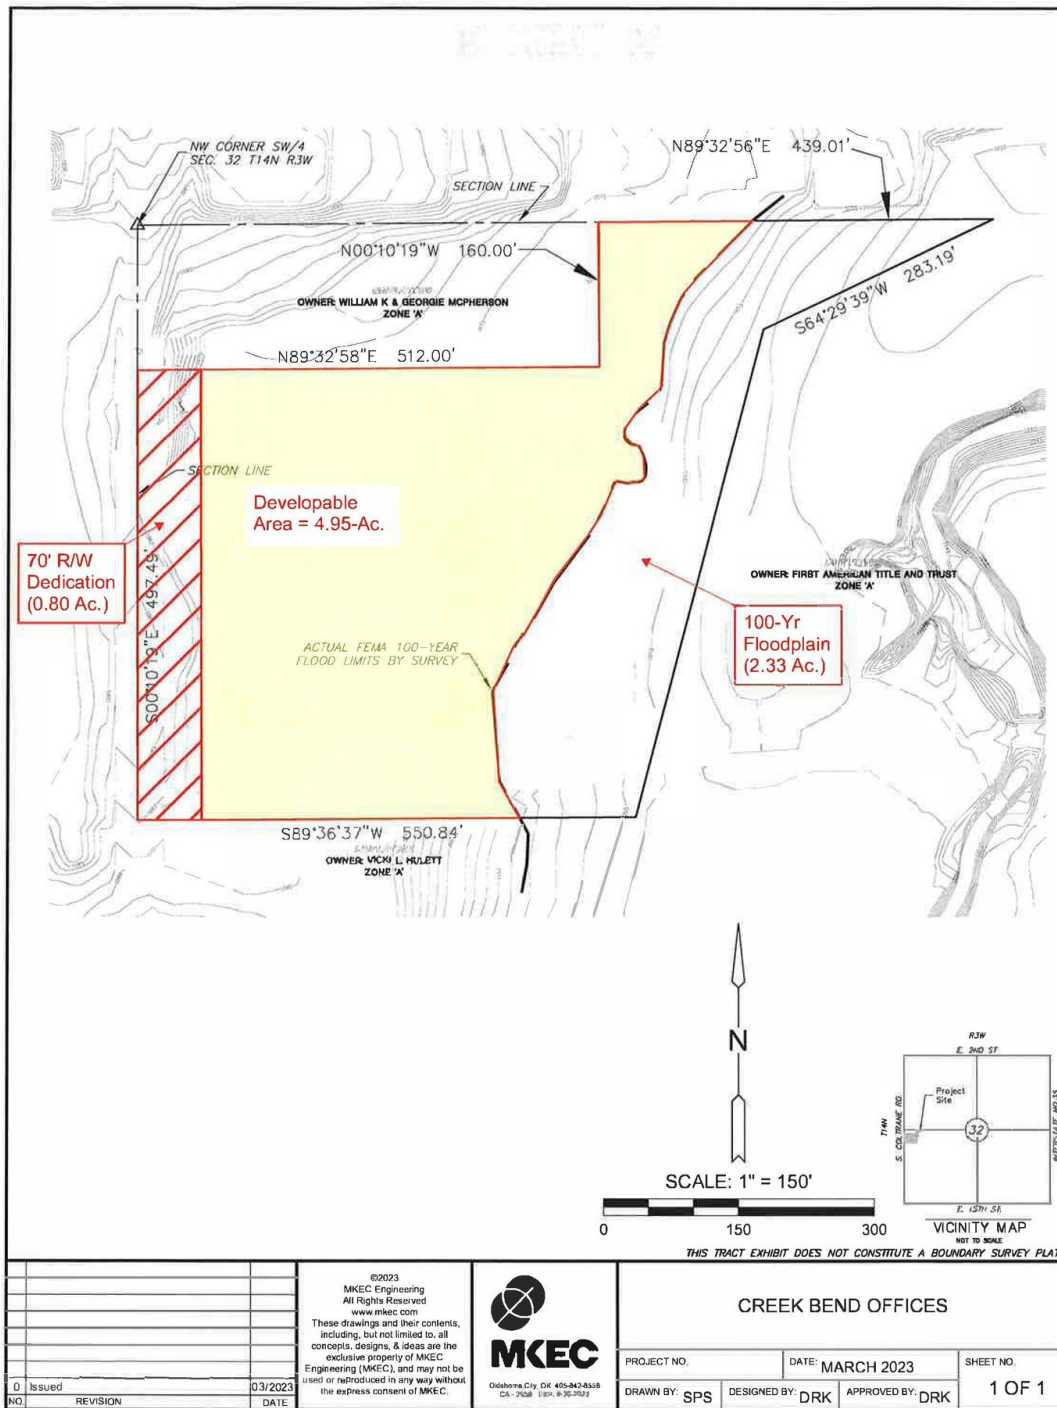 NW CORNER SW/4
SEC. 32 T14N R3W
N89°32'56"E 439.01'
SECTION LINE
N00°10'19"W 160.00'
S64°29'39"W 283.19'
OWNER: WILLIAM K & GEORGIE MCPHERSON
ZONE 'A'
N89°32'58"E 512.00'
SECTION LINE
Developable
Area = 4.95-Ac.
70' R/W
Dedication
(0.80 Ac.)
S00°10'19"E 497.49'
OWNER: FIRST AMERICAN TITLE AND TRUST
ZONE 'A'
100-Yr
Floodplain
(2.33 Ac.)
ACTUAL FEMA 100-YEAR
FLOOD LIMITS BY SURVEY
S89°36'37"W 550.84'
OWNER: VICKI L. HULETT
ZONE 'A'
N
SCALE: 1" = 150'
0 150 300
R3W
E. 2ND ST
T14N
S. COLTRANE RD.
Project
Site
32
E. 15TH St.
VICINITY MAP
NOT TO SCALE
THIS TRACT EXHIBIT DOES NOT CONSTITUTE A BOUNDARY SURVEY PLAT
©2023
MKEC Engineering
All Rights Reserved
www.mkec.com
These drawings and their contents,
including, but not limited to, all
concepts, designs, & ideas are the
exclusive property of MKEC
Engineering (MKEC), and may not be
used or reproduced in any way without
the express consent of MKEC.
MKEC
Oklahoma City, OK 405-842-8558
CREEK BEND OFFICES
PROJECT NO.
DATE: MARCH 2023
SHEET NO.
1 OF 1
DRAWN BY: SPS
DESIGNED BY: DRK
APPROVED BY: DRK
0 Issued 03/2023
NO. REVISION DATE